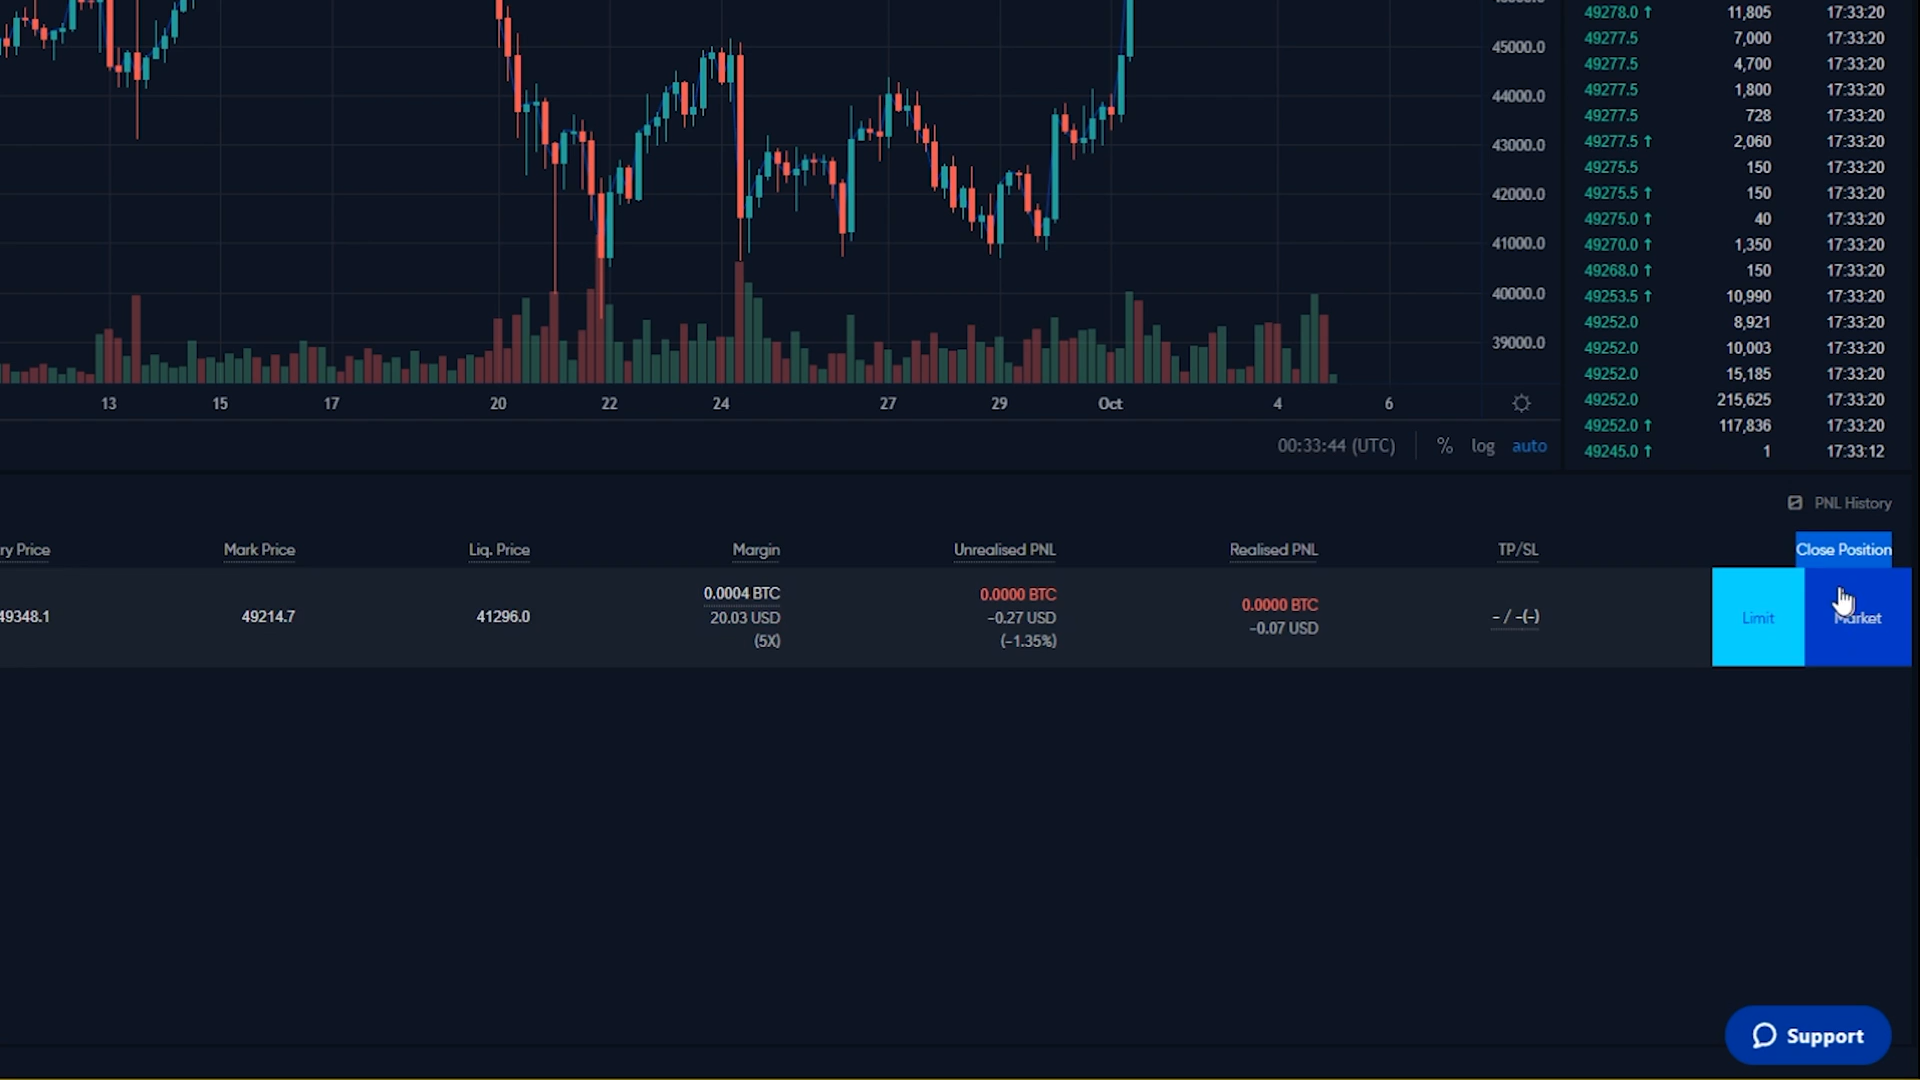 49278.0 ↑ 11,805 17:33:20
45000.0 49277.5 7,000 17:33:20
49277.5 4,700 17:33:20
44000.0 49277.5 1,800 17:33:20
49277.5 728 17:33:20
43000.0 49277.5 ↑ 2,060 17:33:20
49275.5 150 17:33:20
42000.0 49275.5 ↑ 150 17:33:20
49275.0 ↑ 40 17:33:20
41000.0 49270.0 ↑ 1,350 17:33:20
49268.0 ↑ 150 17:33:20
40000.0 49253.5 ↑ 10,990 17:33:20
49252.0 8,921 17:33:20
39000.0 49252.0 10,003 17:33:20
49252.0 15,185 17:33:20
13 15 17 20 22 24 27 29 Oct 4 6 49252.0 215,625 17:33:20
49252.0 ↑ 117,836 17:33:20
00:33:44 (UTC) % log auto 49245.0 ↑ 1 17:33:12
PNL History
ry Price Mark Price Liq. Price Margin Unrealised PNL Realised PNL TP/SL Close Position
0.0004 BTC 0.0000 BTC 0.0000 BTC
49348.1 49214.7 41296.0 20.03 USD -0.27 USD -0.07 USD - / -(-) Limit Market
(5X) (-1.35%)
Support